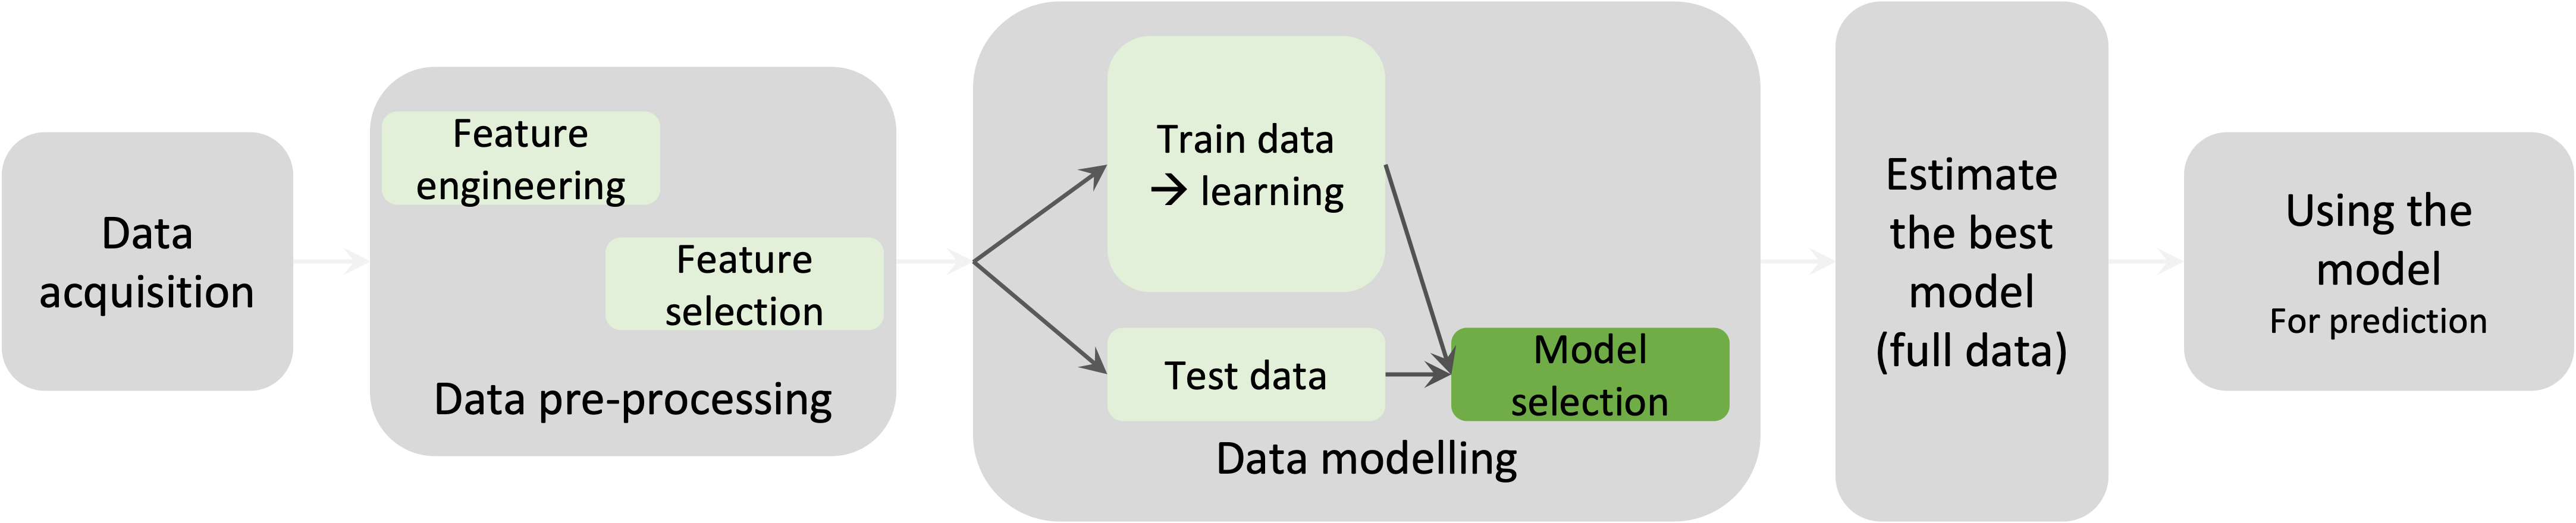 Data
acquisition
Feature
engineering
Feature
selection
Data pre-processing
Train data
→ learning
Test data
Model
selection
Data modelling
Estimate
the best
model
(full data)
Using the
model
For prediction